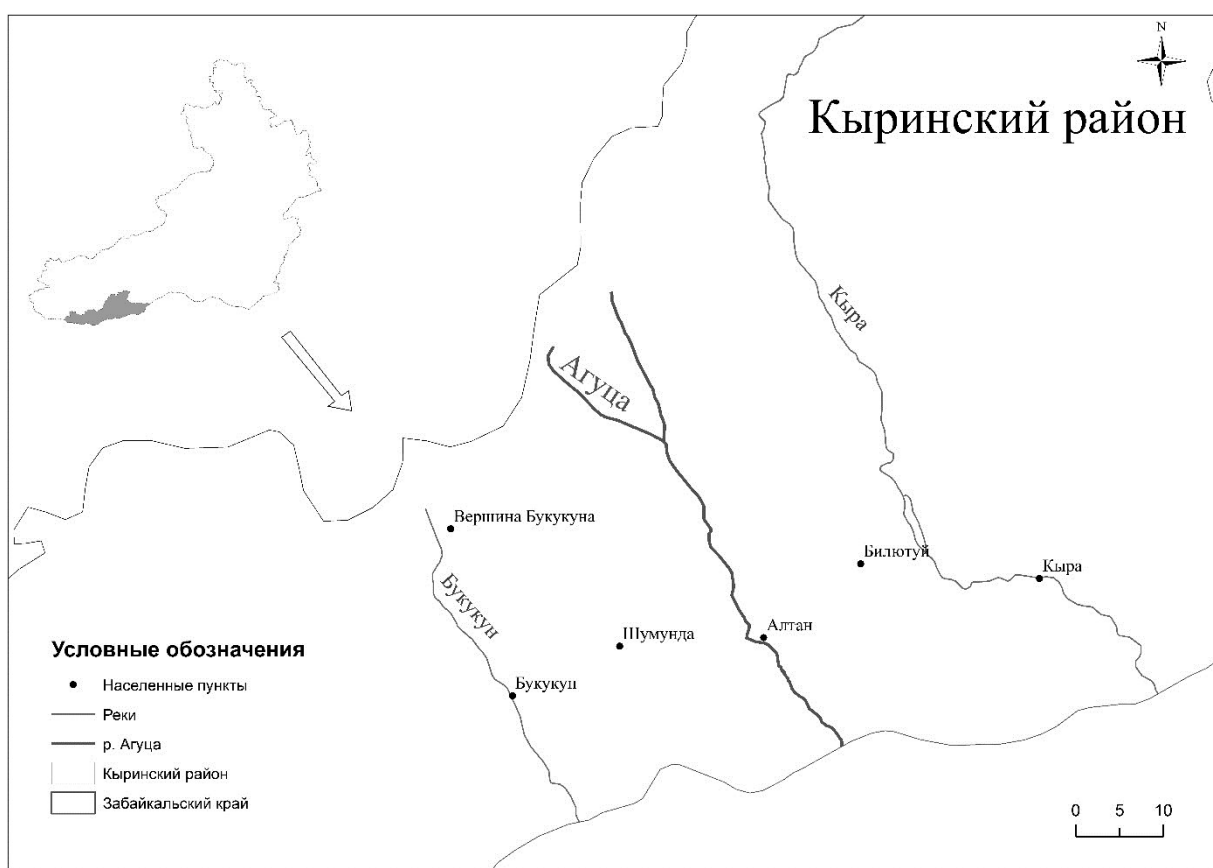 N
Кыринский район
Кыра
Агуца
Вершина Букукуна
Билютуй
Кыра
Букукун
Шумунда
Алтан
Букукун
Условные обозначения
Населенные пункты
Реки
р. Агуца
Кыринский район
Забайкальский край
0 5 10